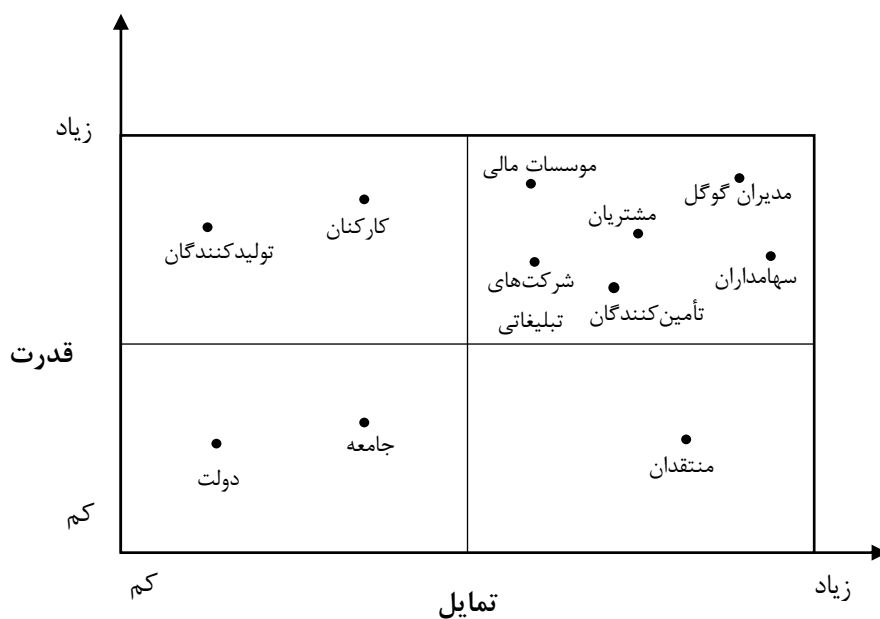 زیاد
موسسات مالی
مدیران گوگل
مشتریان
کارکنان
تولیدکنندگان
سهامداران
شرکت‌های
تبلیغاتی
تأمین‌کنندگان
قدرت
جامعه
منتقدان
دولت
کم
کم
زیاد
تمایل